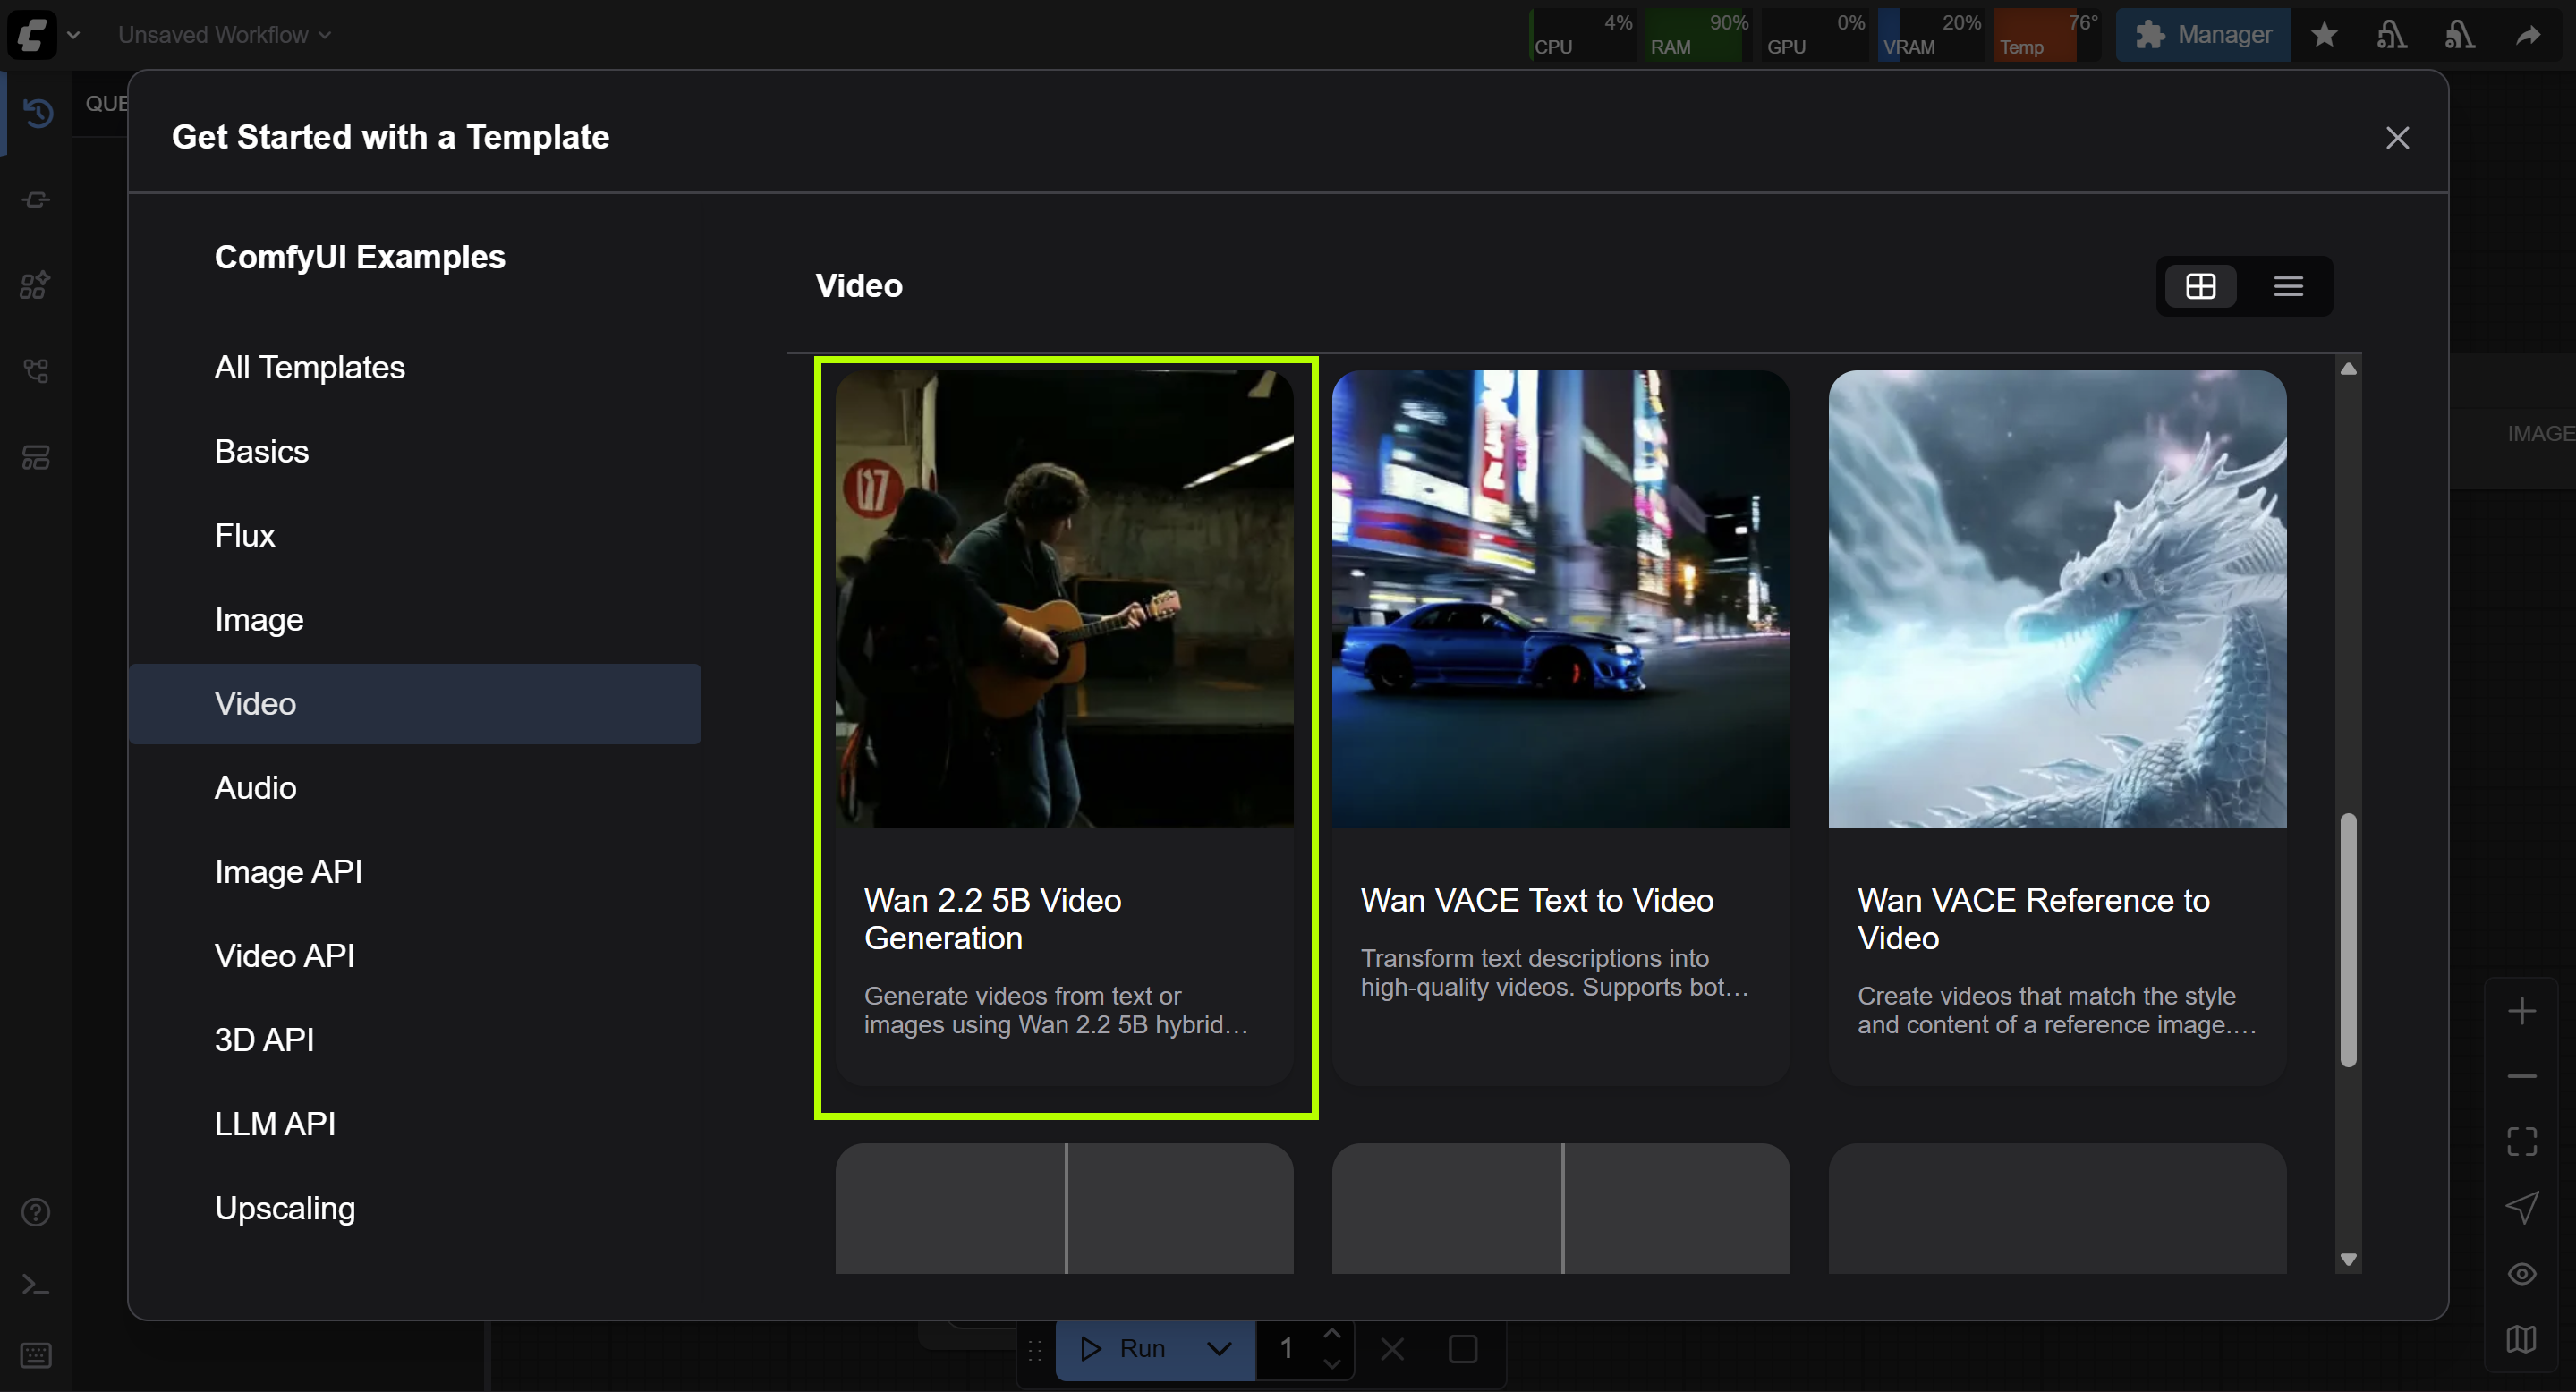 Unsaved Workflow
4%
CPU
90%
RAM
0%
GPU
20%
VRAM
76°
Temp
Manager
QUE
Get Started with a Template
ComfyUI Examples
All Templates
Basics
Flux
Image
Video
Audio
Image API
Video API
3D API
LLM API
Upscaling
Video
07
Wan 2.2 5B Video
Generation
Generate videos from text or
images using Wan 2.2 5B hybrid...
Wan VACE Text to Video
Transform text descriptions into
high-quality videos. Supports bot...
Wan VACE Reference to
Video
Create videos that match the style
and content of a reference image....
IMAGE
Run
1